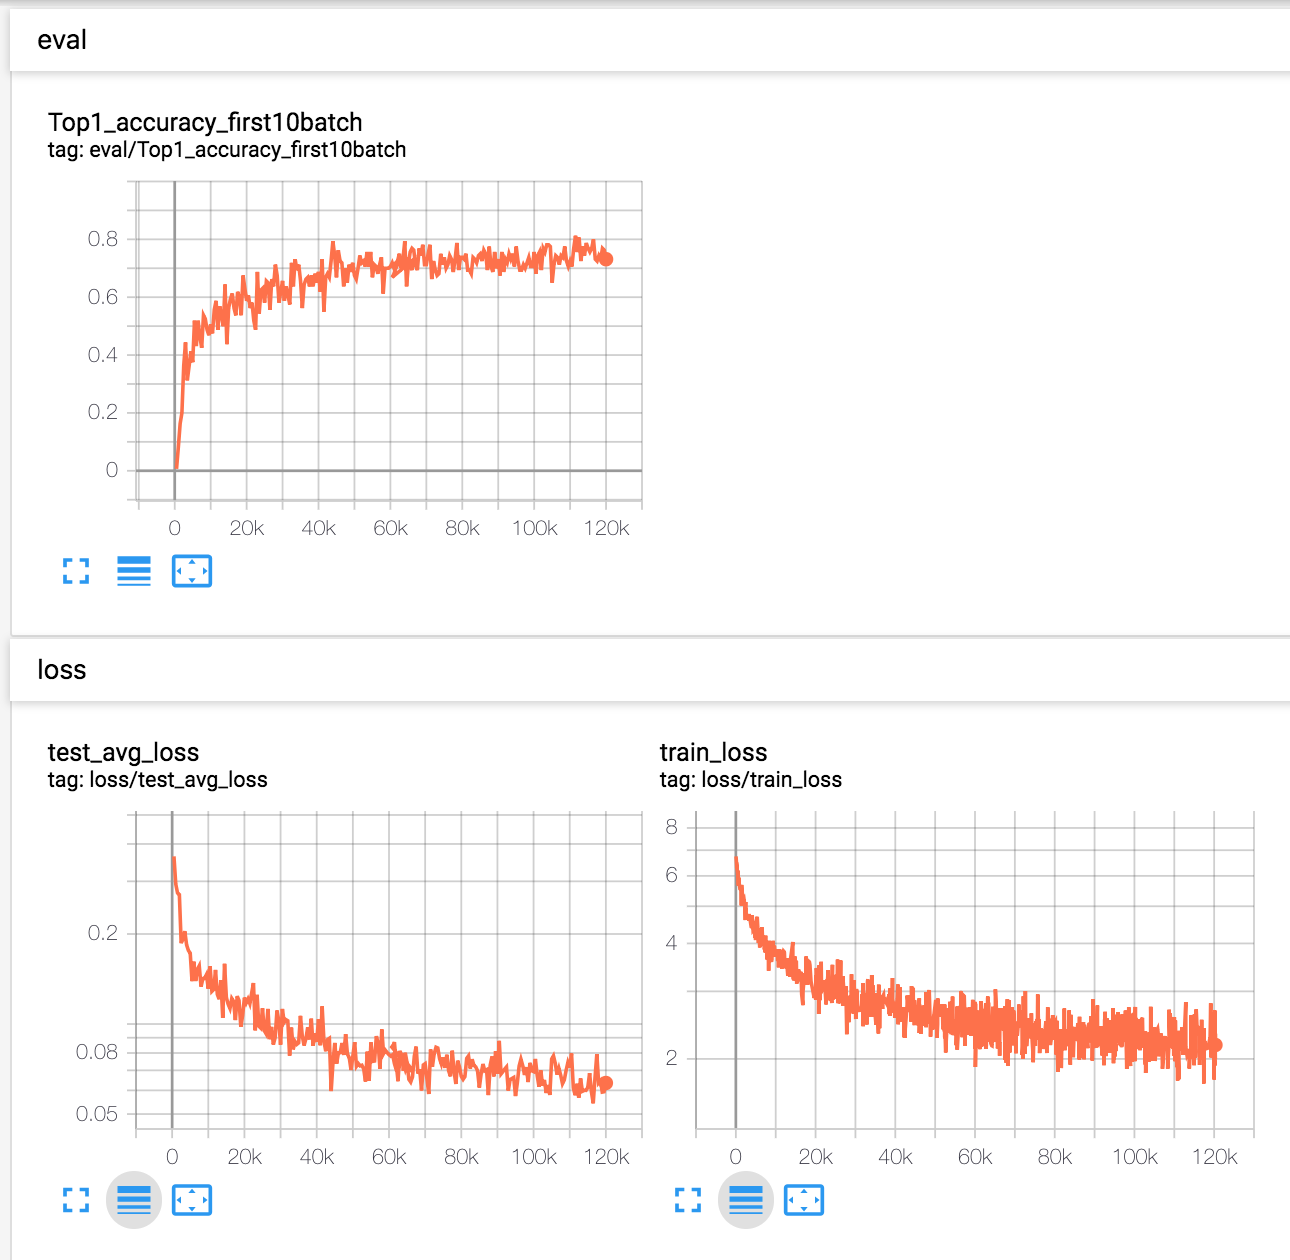 eval
Top1_accuracy_first10batch
tag: eval/Top1_accuracy_first10batch
0.8
0.6
0.4
0.2
0
0 20k 40k 60k 80k 100k 120k
loss
test_avg_loss
tag: loss/test_avg_loss
0.2
0.08
0.05
0 20k 40k 60k 80k 100k 120k
train_loss
tag: loss/train_loss
8
6
4
2
0 20k 40k 60k 80k 100k 120k